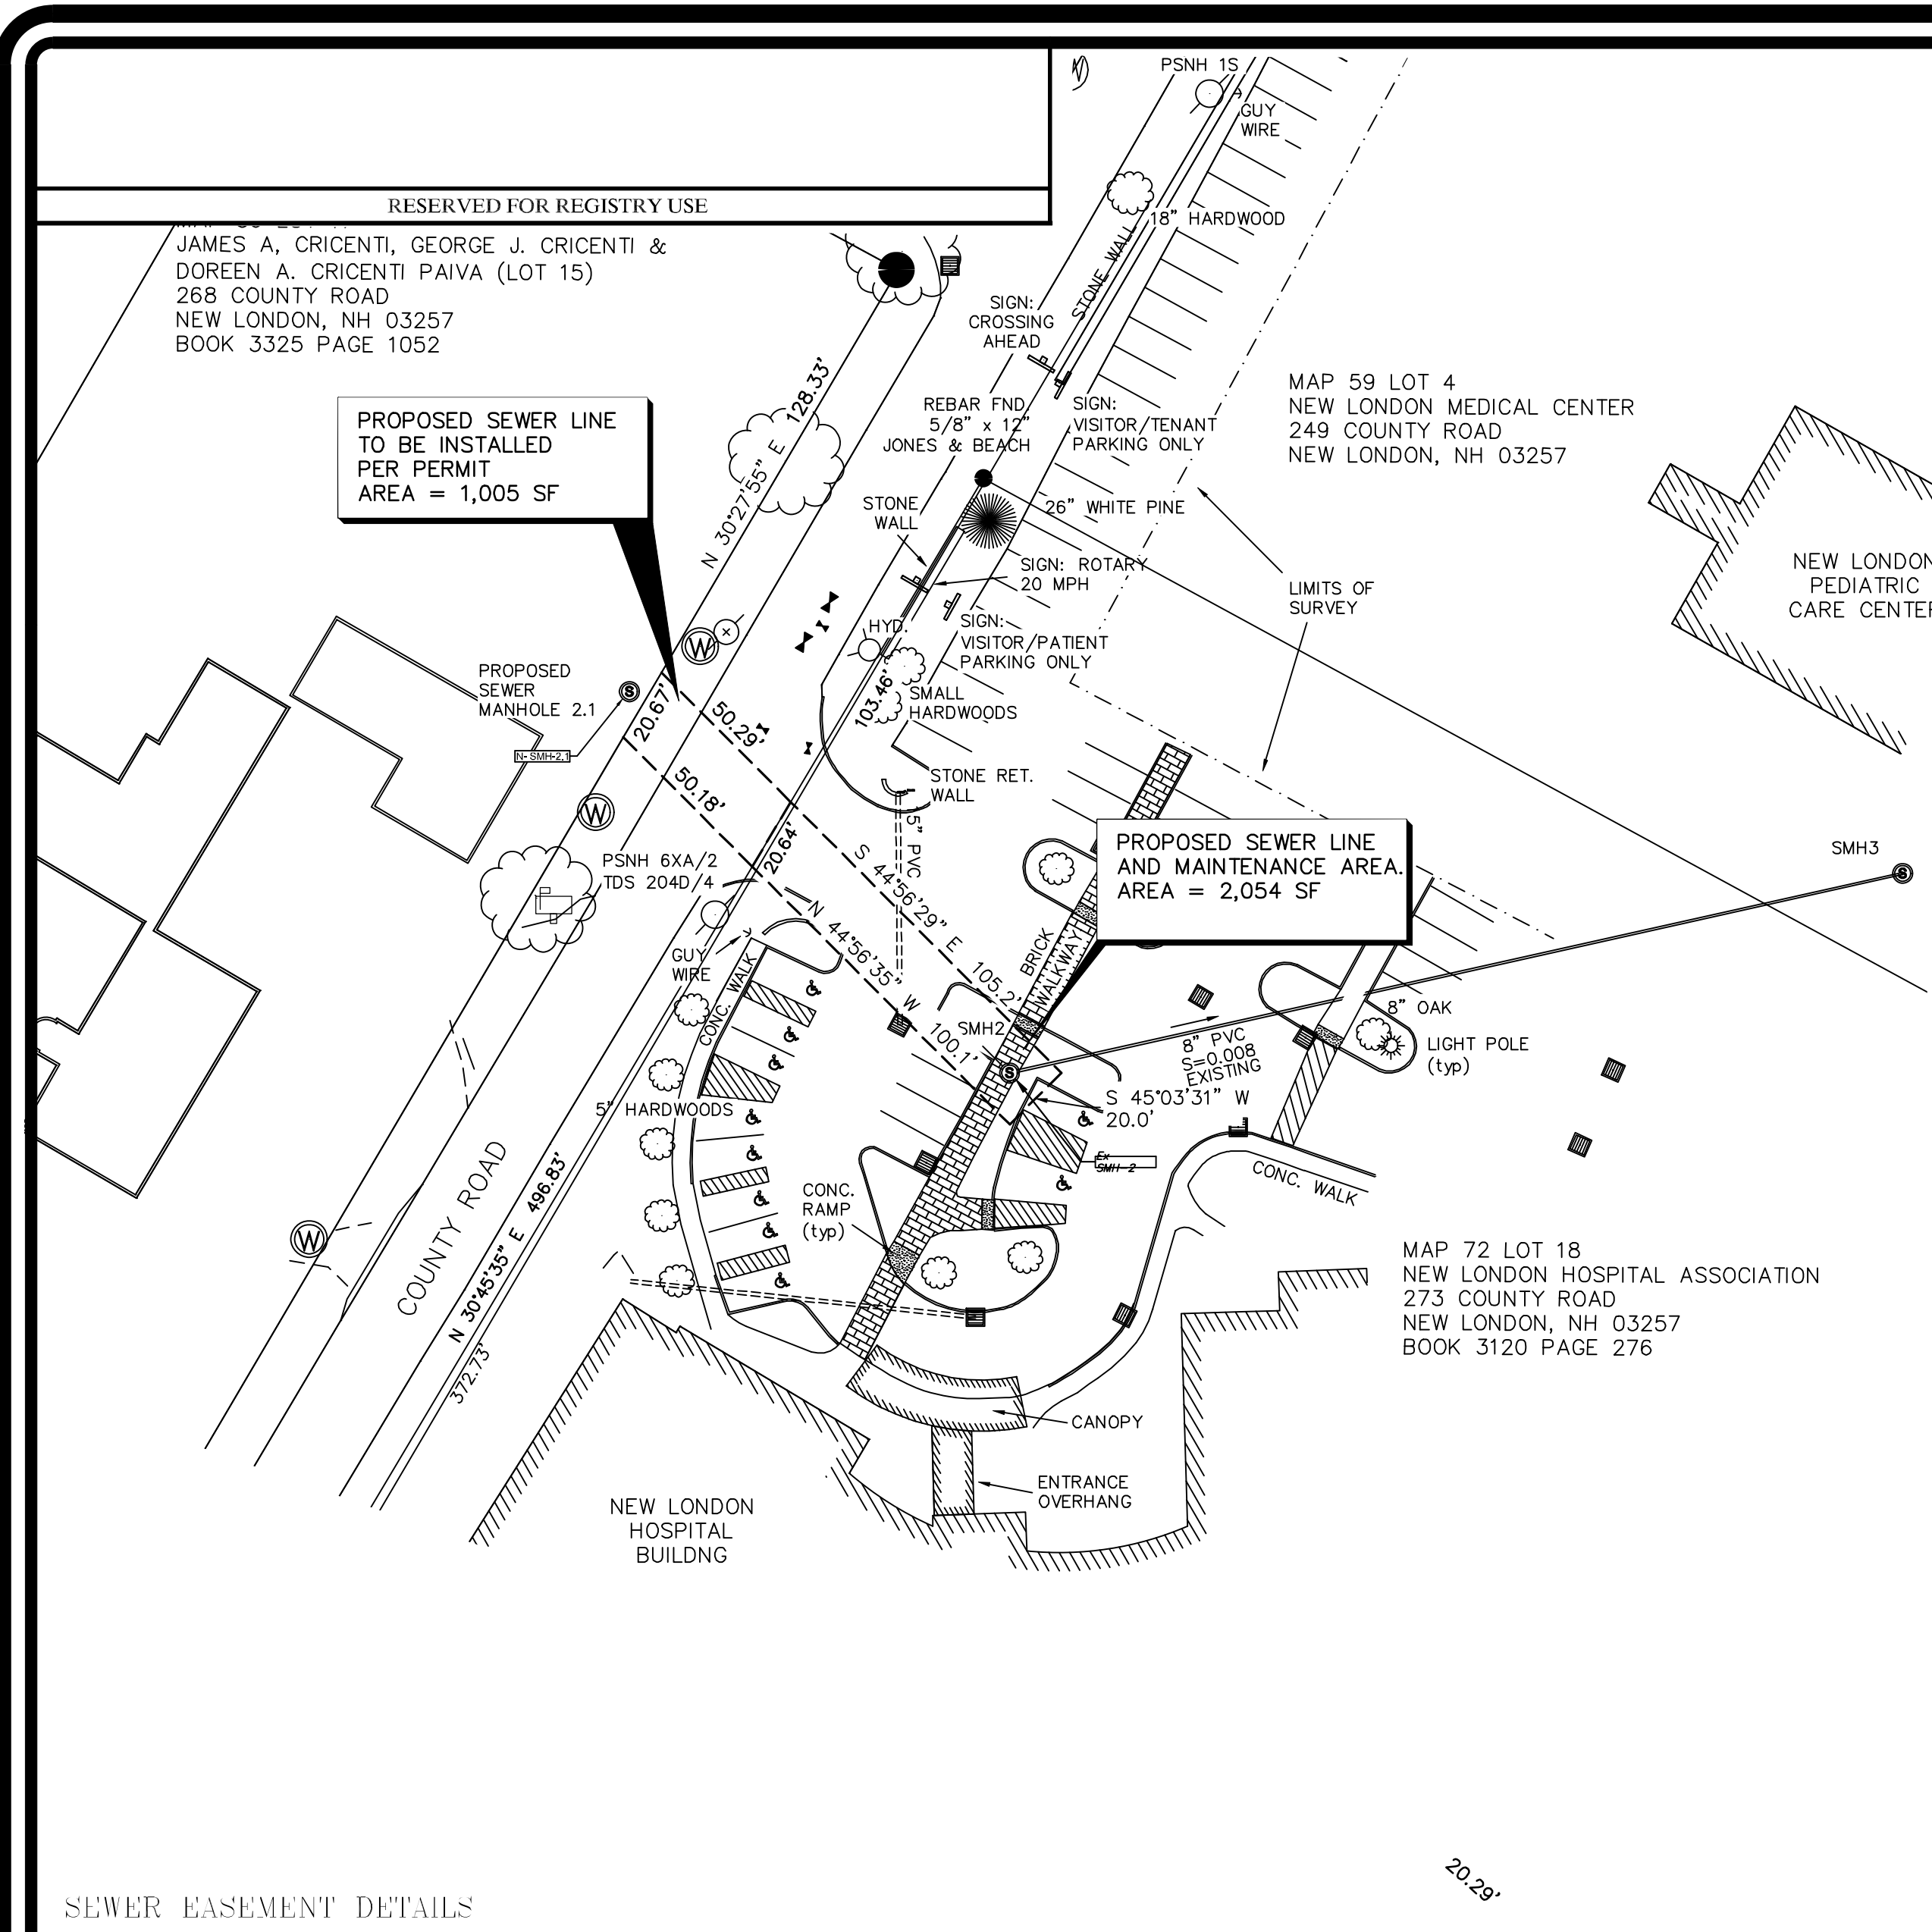 RESERVED FOR REGISTRY USE
JAMES A, CRICENTI, GEORGE J. CRICENTI &
DOREEN A. CRICENTI PAIVA (LOT 15)
268 COUNTY ROAD
NEW LONDON, NH 03257
BOOK 3325 PAGE 1052
PSNH 1S
GUY
WIRE
18" HARDWOOD
STONE WALL
SIGN:
CROSSING
AHEAD
MAP 59 LOT 4
NEW LONDON MEDICAL CENTER
249 COUNTY ROAD
NEW LONDON, NH 03257
PROPOSED SEWER LINE
TO BE INSTALLED
PER PERMIT
AREA = 1,005 SF
N 30°27'55" E 128.33'
REBAR FND
5/8" x 12"
JONES & BEACH
SIGN:
VISITOR/TENANT
PARKING ONLY
STONE
WALL
26" WHITE PINE
SIGN: ROTARY
20 MPH
LIMITS OF
SURVEY
NEW LONDON
PEDIATRIC
CARE CENTER
HYD.
SIGN:
VISITOR/PATIENT
PARKING ONLY
W
PROPOSED
SEWER
MANHOLE 2.1
S
N-SMH-2.1
20.67'
50.29'
103.46'
SMALL
HARDWOODS
STONE RET.
WALL
50.18'
W
20.64'
15" PVC
PSNH 6XA/2
TDS 204D/4
S 44°56'29" E 105.2'
N 44°56'35" W 100.1'
PROPOSED SEWER LINE
AND MAINTENANCE AREA.
AREA = 2,054 SF
SMH3
S
GUY
WIRE
CONC. WALK
BRICK
WALKWAY
SMH2
S
8" PVC
S=0.008
EXISTING
8" OAK
LIGHT POLE
(typ)
S 45°03'31" W
20.0'
5" HARDWOODS
Ex
SMH-2
CONC. WALK
CONC.
RAMP
(typ)
W
COUNTY ROAD
N 30°45'35" E 496.83'
372.73'
MAP 72 LOT 18
NEW LONDON HOSPITAL ASSOCIATION
273 COUNTY ROAD
NEW LONDON, NH 03257
BOOK 3120 PAGE 276
CANOPY
ENTRANCE
OVERHANG
NEW LONDON
HOSPITAL
BUILDNG
20.29'
SEWER EASEMENT DETAILS